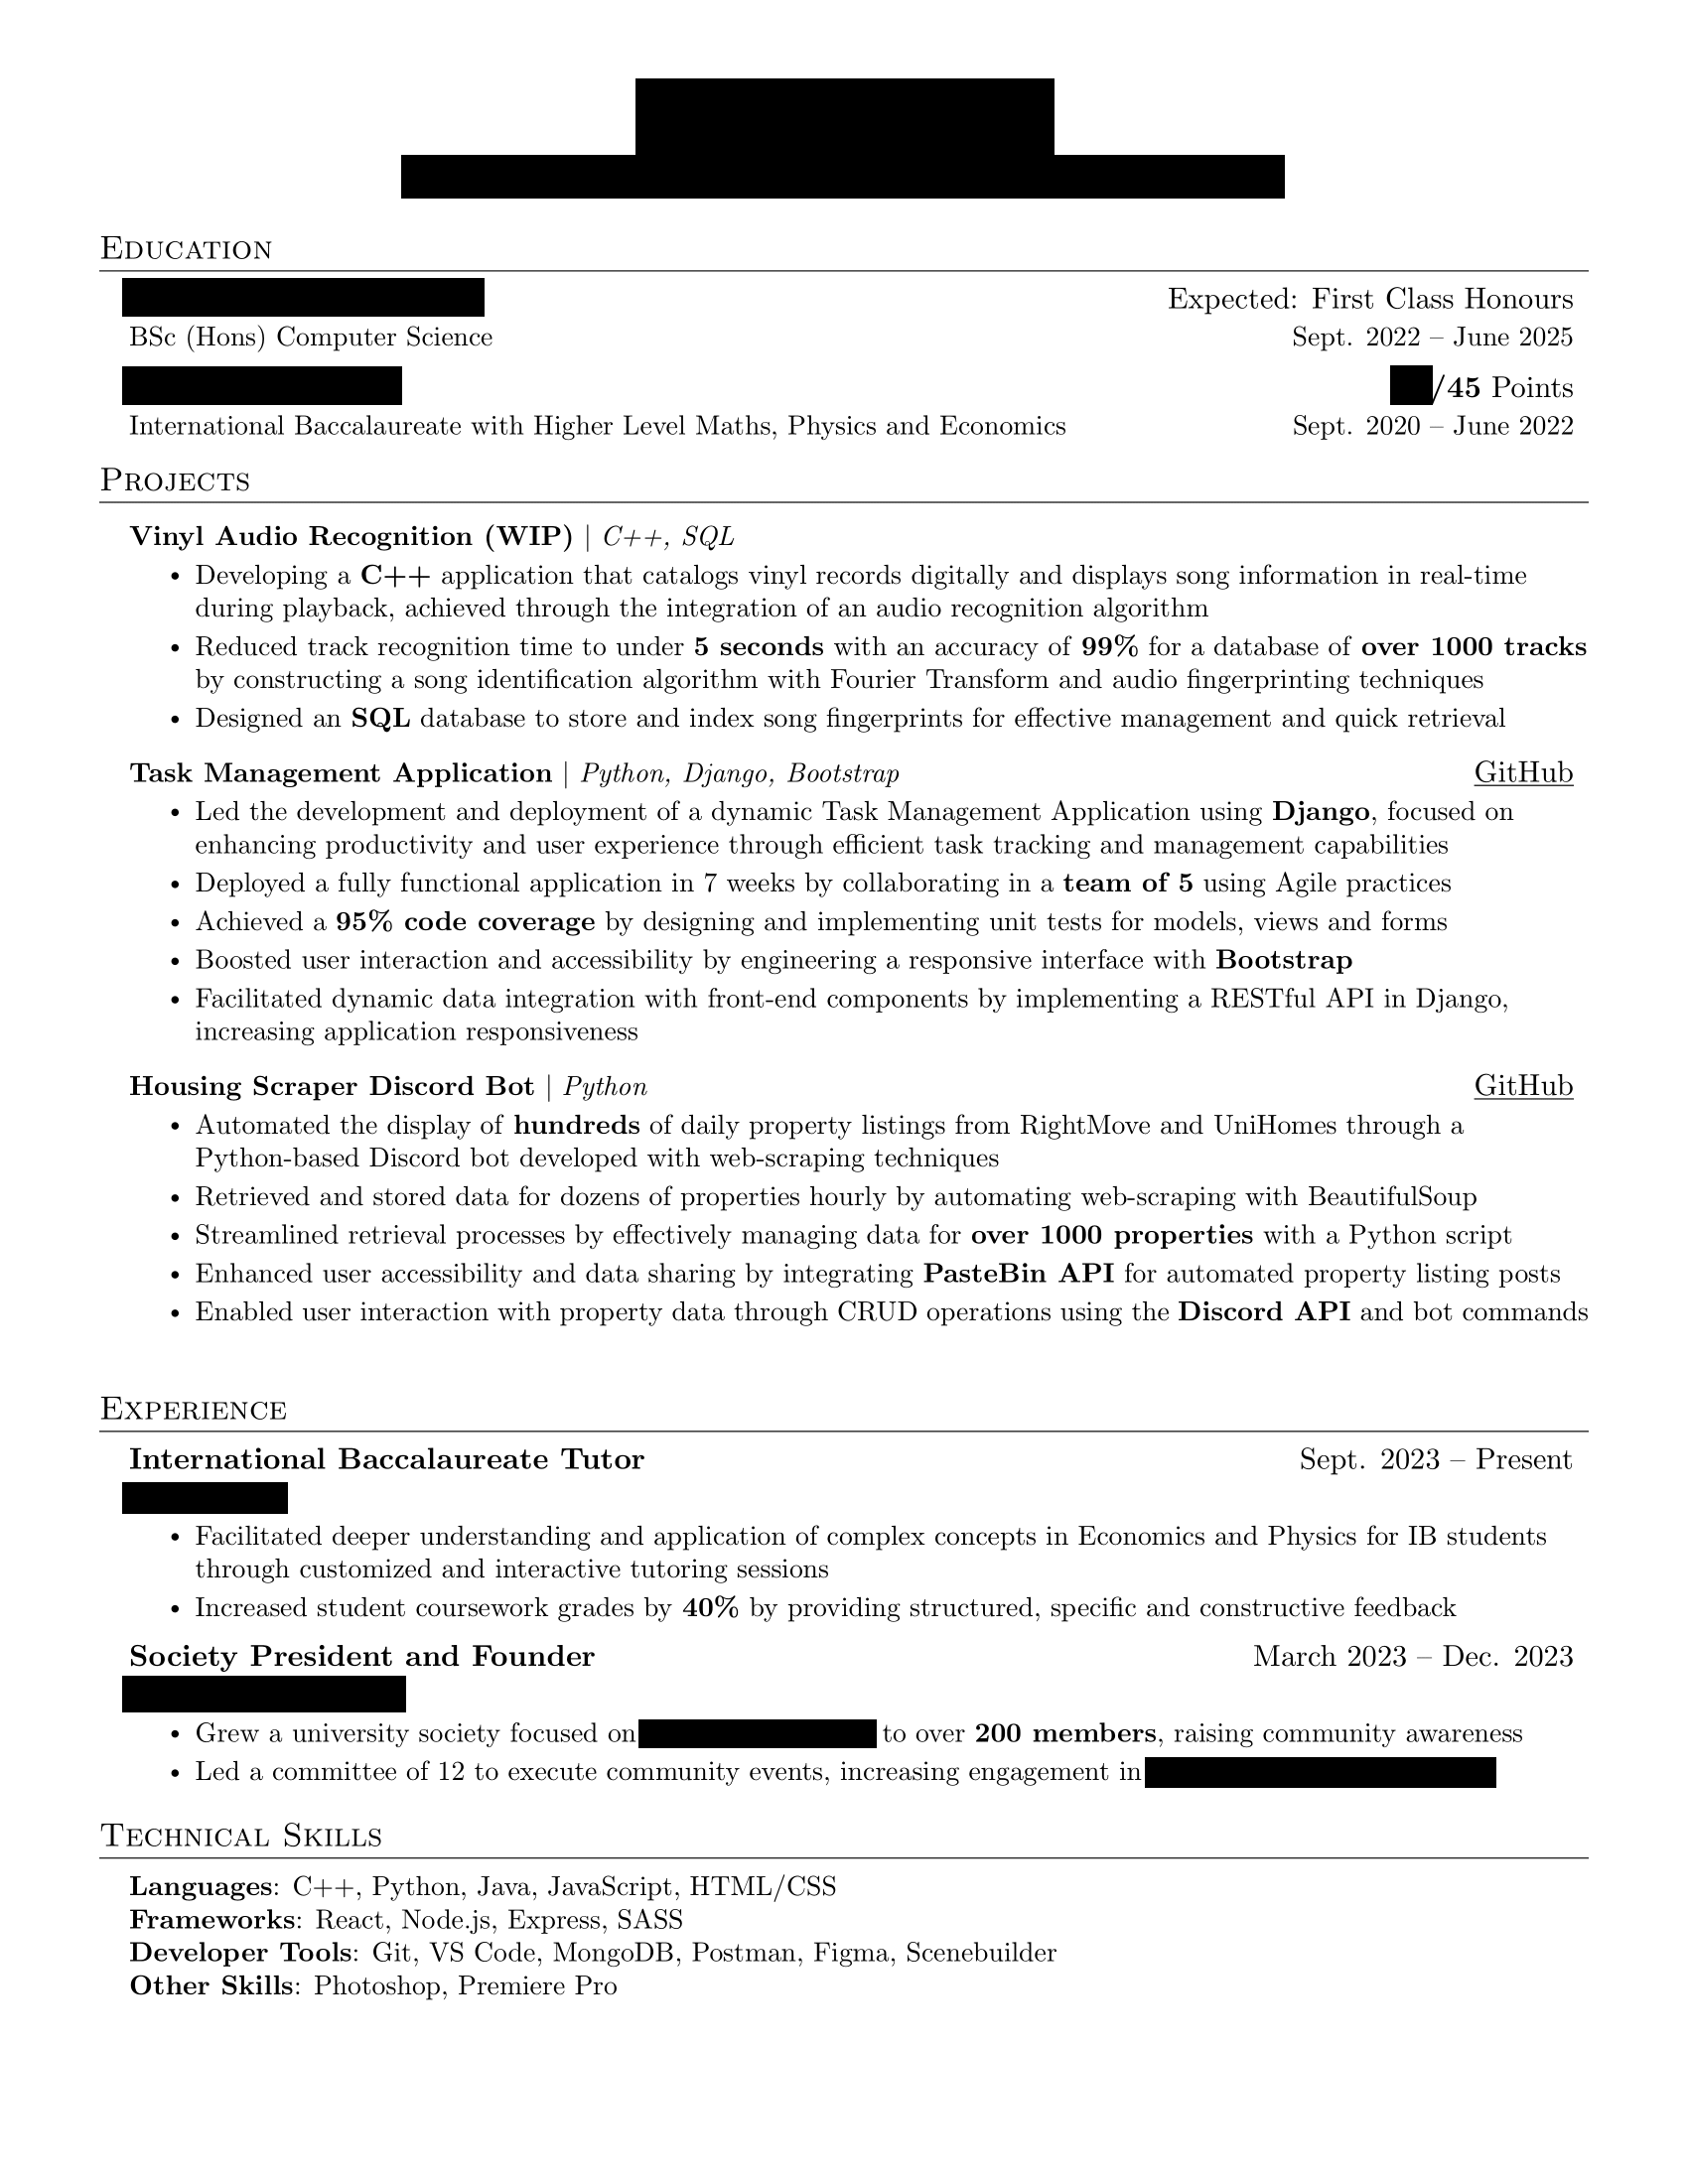 Education
Expected: First Class Honours
BSc (Hons) Computer Science Sept. 2022 – June 2025
/45 Points
International Baccalaureate with Higher Level Maths, Physics and Economics Sept. 2020 – June 2022
Projects
Vinyl Audio Recognition (WIP) | C++, SQL
• Developing a C++ application that catalogs vinyl records digitally and displays song information in real-time
during playback, achieved through the integration of an audio recognition algorithm
• Reduced track recognition time to under 5 seconds with an accuracy of 99% for a database of over 1000 tracks
by constructing a song identification algorithm with Fourier Transform and audio fingerprinting techniques
• Designed an SQL database to store and index song fingerprints for effective management and quick retrieval
Task Management Application | Python, Django, Bootstrap GitHub
• Led the development and deployment of a dynamic Task Management Application using Django, focused on
enhancing productivity and user experience through efficient task tracking and management capabilities
• Deployed a fully functional application in 7 weeks by collaborating in a team of 5 using Agile practices
• Achieved a 95% code coverage by designing and implementing unit tests for models, views and forms
• Boosted user interaction and accessibility by engineering a responsive interface with Bootstrap
• Facilitated dynamic data integration with front-end components by implementing a RESTful API in Django,
increasing application responsiveness
Housing Scraper Discord Bot | Python GitHub
• Automated the display of hundreds of daily property listings from RightMove and UniHomes through a
Python-based Discord bot developed with web-scraping techniques
• Retrieved and stored data for dozens of properties hourly by automating web-scraping with BeautifulSoup
• Streamlined retrieval processes by effectively managing data for over 1000 properties with a Python script
• Enhanced user accessibility and data sharing by integrating PasteBin API for automated property listing posts
• Enabled user interaction with property data through CRUD operations using the Discord API and bot commands
Experience
International Baccalaureate Tutor Sept. 2023 – Present
• Facilitated deeper understanding and application of complex concepts in Economics and Physics for IB students
through customized and interactive tutoring sessions
• Increased student coursework grades by 40% by providing structured, specific and constructive feedback
Society President and Founder March 2023 – Dec. 2023
• Grew a university society focused on to over 200 members, raising community awareness
• Led a committee of 12 to execute community events, increasing engagement in
Technical Skills
Languages: C++, Python, Java, JavaScript, HTML/CSS
Frameworks: React, Node.js, Express, SASS
Developer Tools: Git, VS Code, MongoDB, Postman, Figma, Scenebuilder
Other Skills: Photoshop, Premiere Pro